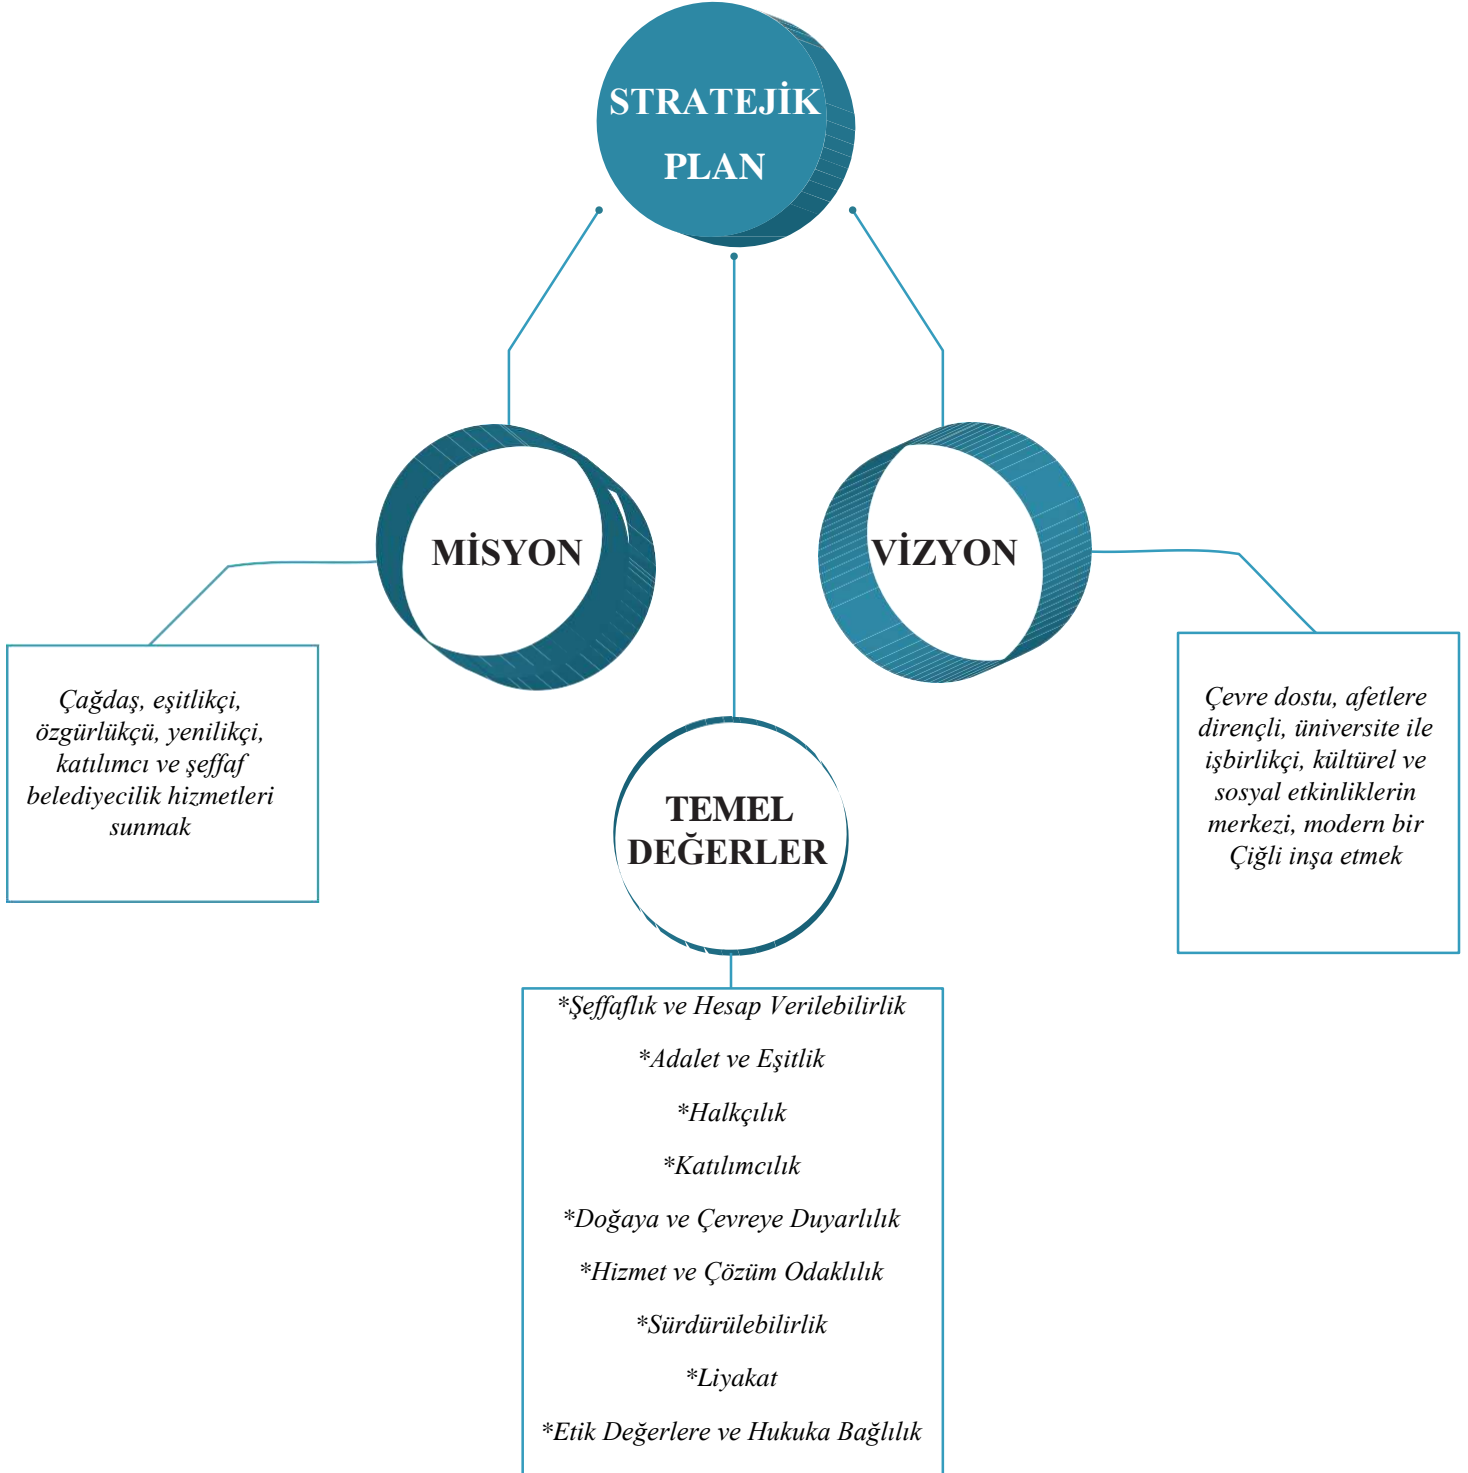 STRATEJİK
PLAN
MİSYON
VİZYON
Çağdaş, eşitlikçi,
özgürlükçü, yenilikçi,
katılımcı ve şeffaf
belediyecilik hizmetleri
sunmak
Çevre dostu, afetlere
dirençli, üniversite ile
işbirlikçi, kültürel ve
sosyal etkinliklerin
merkezi, modern bir
Çiğli inşa etmek
TEMEL
DEĞERLER
*Şeffaflık ve Hesap Verilebilirlik
*Adalet ve Eşitlik
*Halkçılık
*Katılımcılık
*Doğaya ve Çevreye Duyarlılık
*Hizmet ve Çözüm Odaklılık
*Sürdürülebilirlik
*Liyakat
*Etik Değerlere ve Hukuka Bağlılık